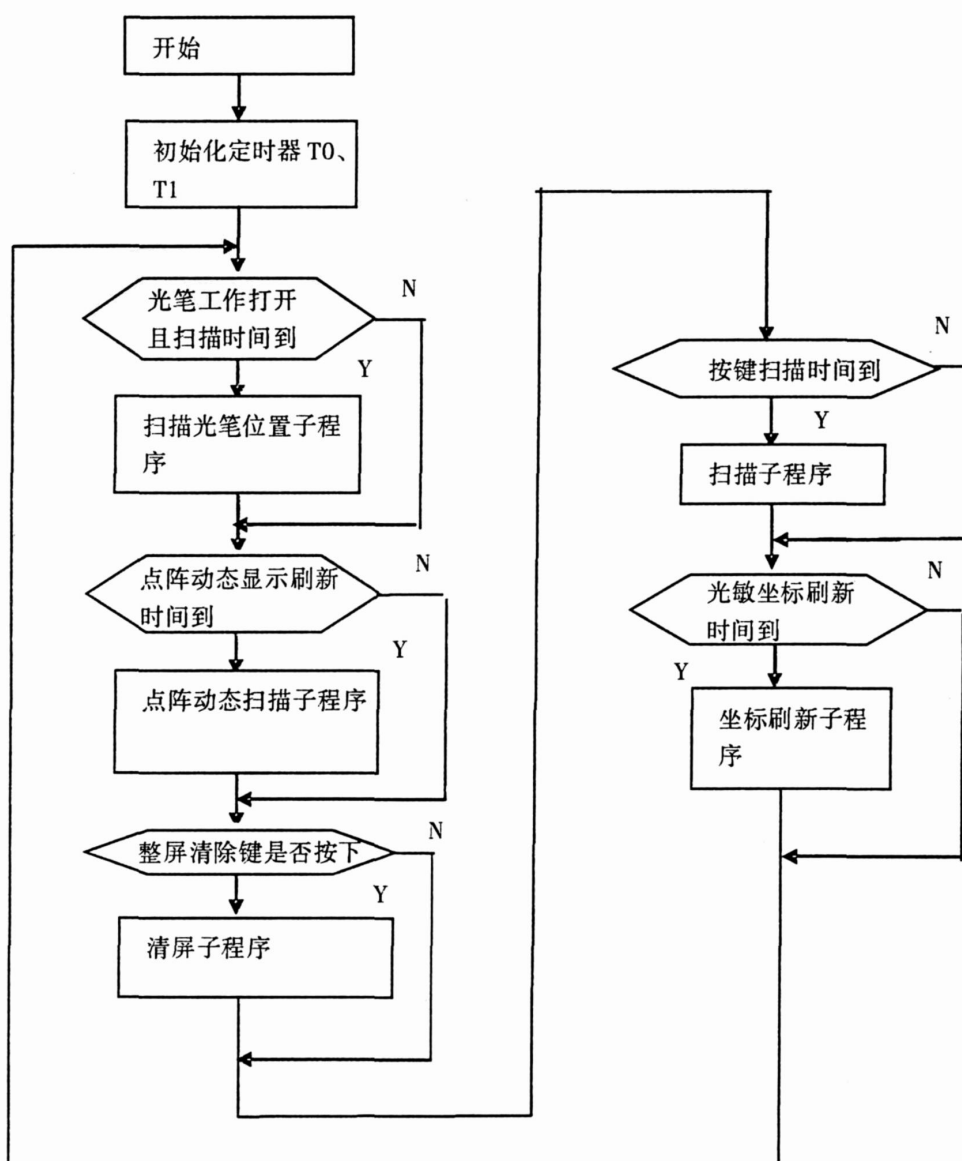 开始
初始化定时器 T0、
T1
光笔工作打开
且扫描时间到
N
Y
扫描光笔位置子程
序
点阵动态显示刷新
时间到
N
Y
点阵动态扫描子程序
整屏清除键是否按下
N
Y
清屏子程序
按键扫描时间到
N
Y
扫描子程序
光敏坐标刷新
时间到
N
Y
坐标刷新子程
序